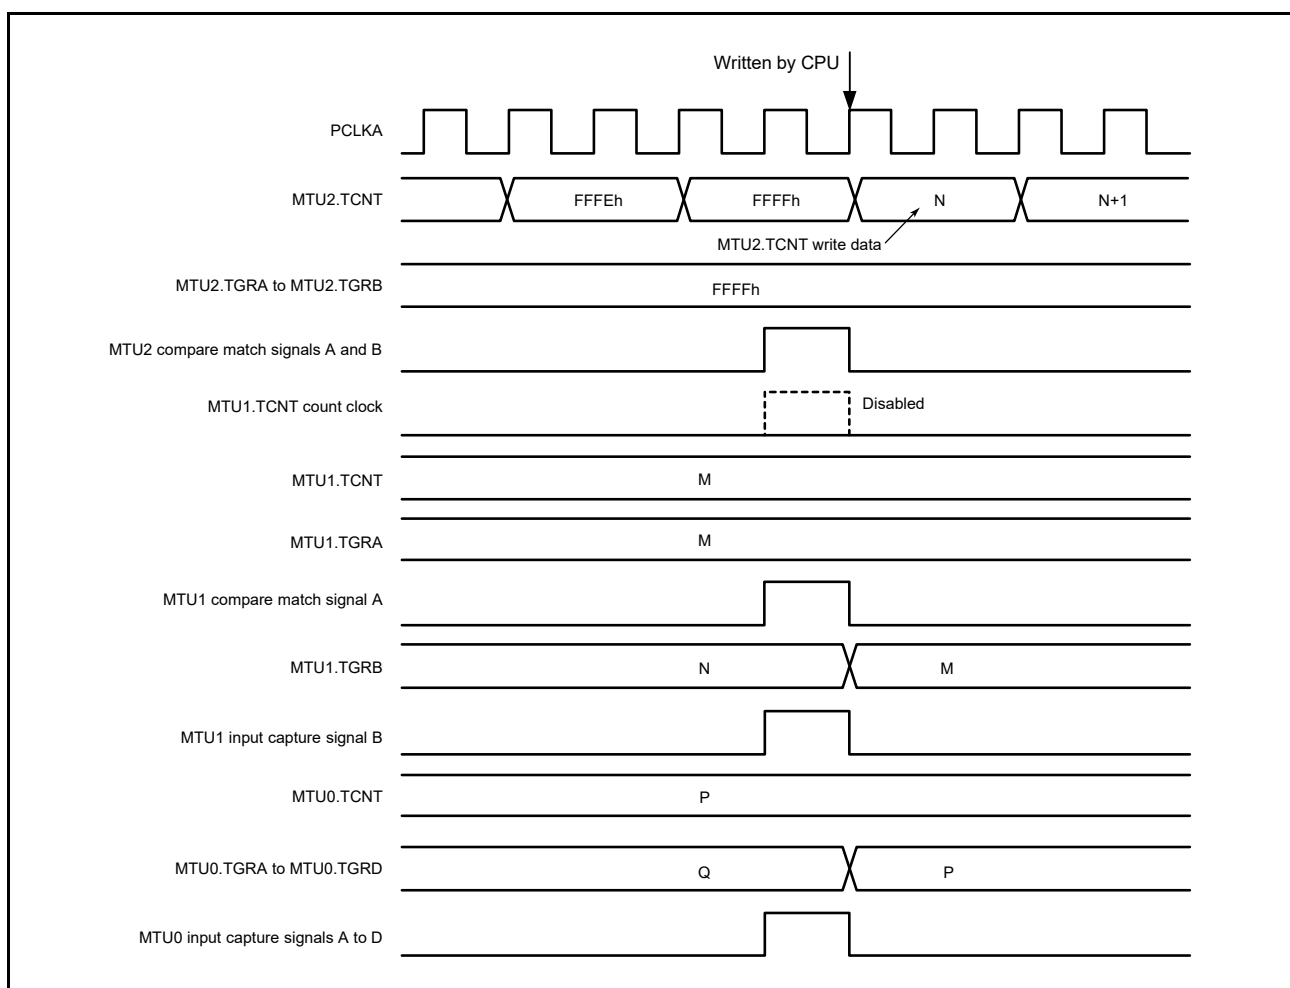 Written by CPU
PCLKA
MTU2.TCNT FFFEh FFFFh N N+1
MTU2.TCNT write data
MTU2.TGRA to MTU2.TGRB FFFFh
MTU2 compare match signals A and B
MTU1.TCNT count clock Disabled
MTU1.TCNT M
MTU1.TGRA M
MTU1 compare match signal A
MTU1.TGRB N M
MTU1 input capture signal B
MTU0.TCNT P
MTU0.TGRA to MTU0.TGRD Q P
MTU0 input capture signals A to D